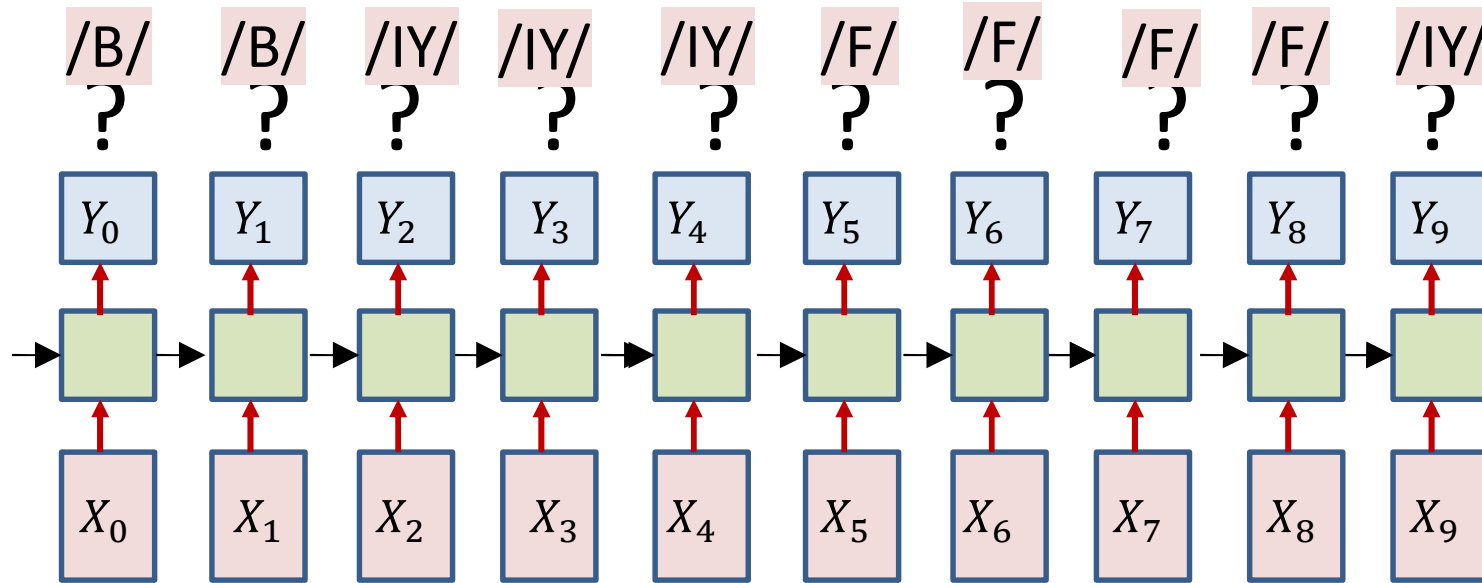 /B/ /B/ /IY/ /IY/ /IY/ /F/ /F/ /F/ /F/ /IY/
? ? ? ? ? ? ? ? ? ?
Y₀ Y₁ Y₂ Y₃ Y₄ Y₅ Y₆ Y₇ Y₈ Y₉
X₀ X₁ X₂ X₃ X₄ X₅ X₆ X₇ X₈ X₉